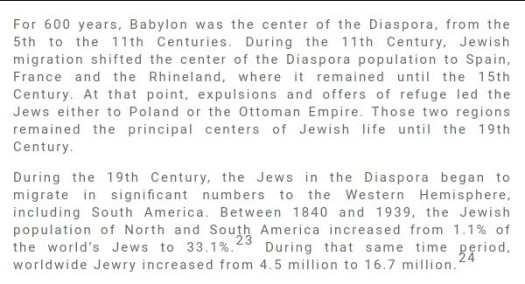 For 600 years, Babylon was the center of the Diaspora, from the
5th to the 11th Centuries. During the 11th Century, Jewish
migration shifted the center of the Diaspora population to Spain,
France and the Rhineland, where it remained until the 15th
Century. At that point, expulsions and offers of refuge led the
Jews either to Poland or the Ottoman Empire. Those two regions
remained the principal centers of Jewish life until the 19th
Century.
During the 19th Century, the Jews in the Diaspora began to
migrate in significant numbers to the Western Hemisphere,
including South America. Between 1840 and 1939, the Jewish
population of North and South America increased from 1.1% of
the world's Jews to 33.1%.23 During that same time period,
worldwide Jewry increased from 4.5 million to 16.7 million.24